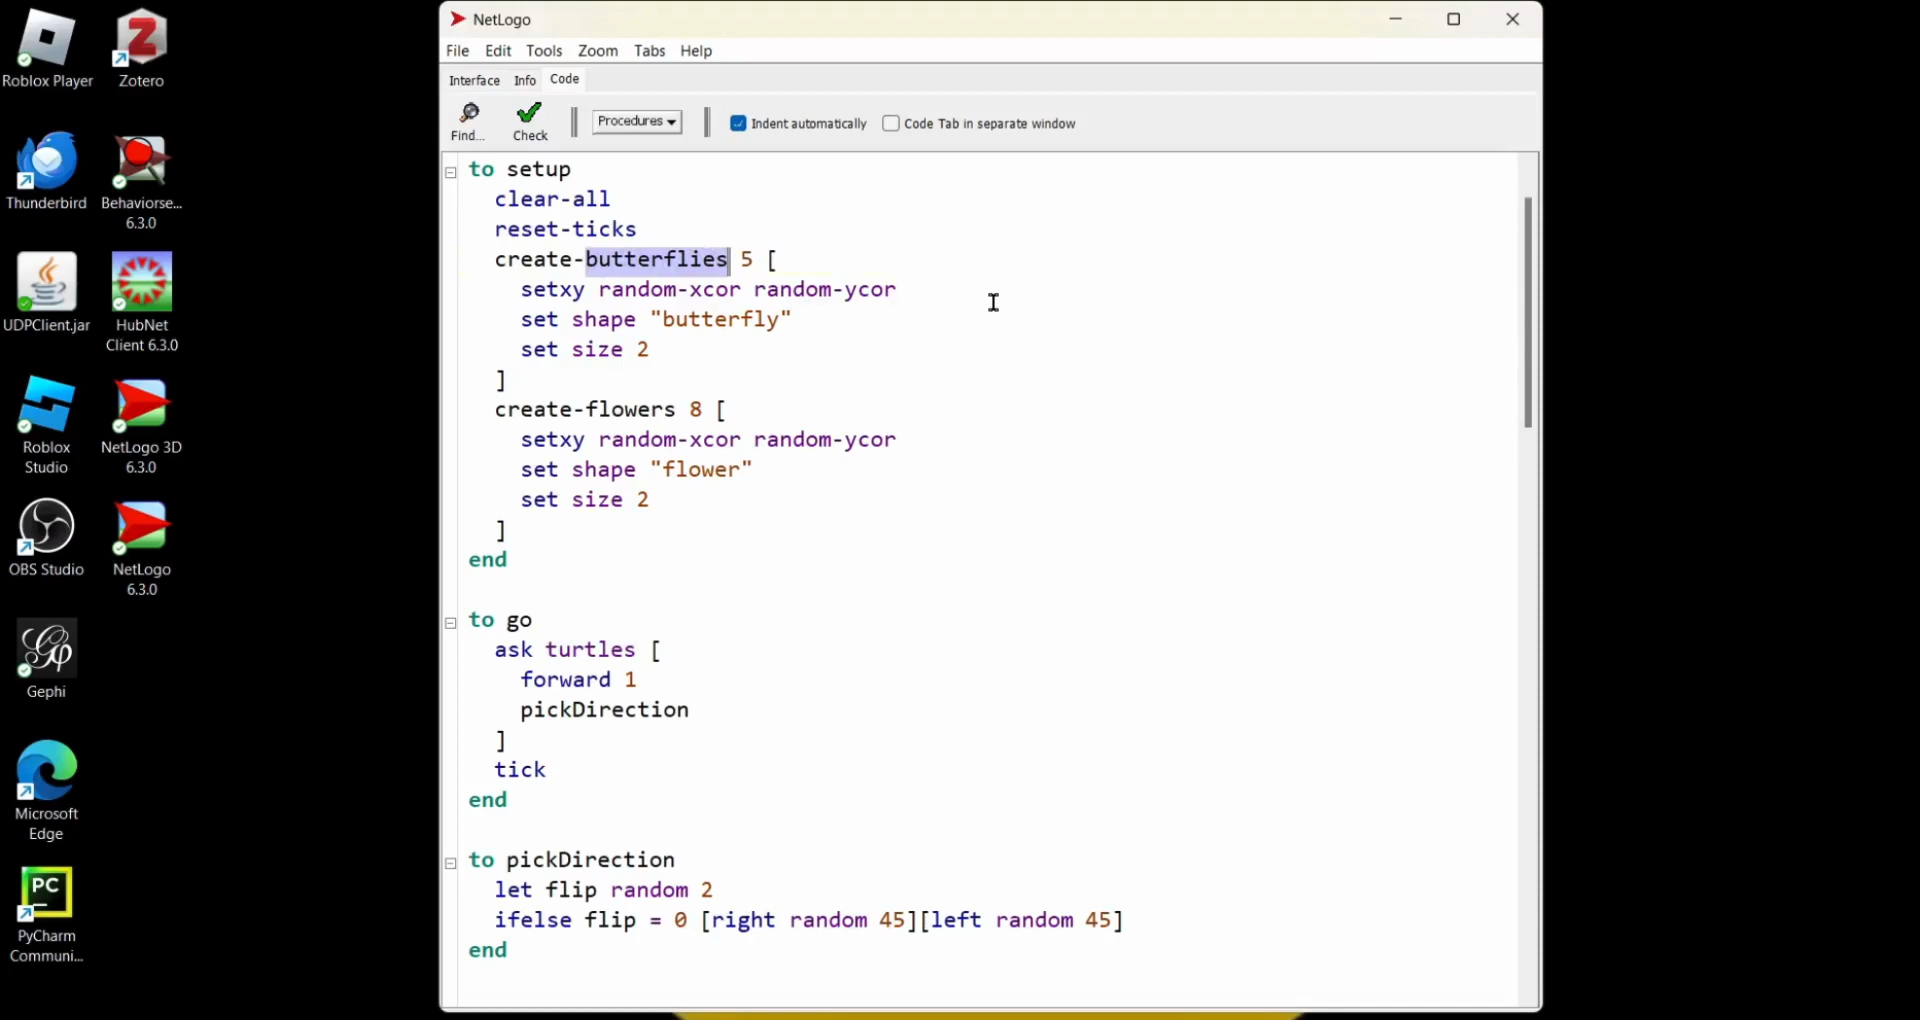 Roblox Player
Zotero
Thunderbird
Behaviorse...
6.3.0
UDPClient.jar
HubNet
Client 6.3.0
Roblox
Studio
NetLogo 3D
6.3.0
OBS Studio
NetLogo
6.3.0
Gephi
Microsoft
Edge
PC
PyCharm
Communi...
NetLogo
File Edit Tools Zoom Tabs Help
Interface Info Code
Find... Check Procedures Indent automatically Code Tab in separate window
to setup
  clear-all
  reset-ticks
  create-butterflies 5 [
    setxy random-xcor random-ycor
    set shape "butterfly"
    set size 2
  ]
  create-flowers 8 [
    setxy random-xcor random-ycor
    set shape "flower"
    set size 2
  ]
end
to go
  ask turtles [
    forward 1
    pickDirection
  ]
  tick
end
to pickDirection
  let flip random 2
  ifelse flip = 0 [right random 45][left random 45]
end